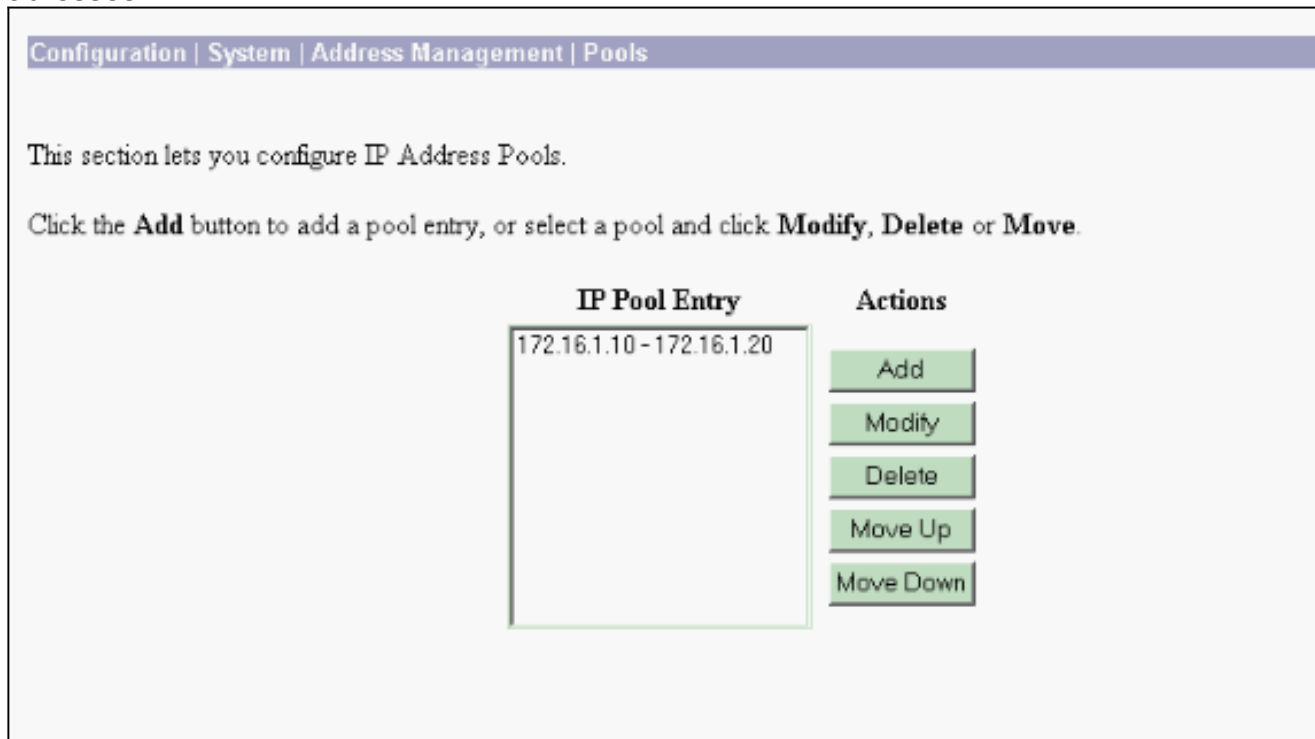 Configuration | System | Address Management | Pools
This section lets you configure IP Address Pools.
Click the Add button to add a pool entry, or select a pool and click Modify, Delete or Move.
IP Pool Entry
Actions
172.16.1.10 - 172.16.1.20
Add
Modify
Delete
Move Up
Move Down